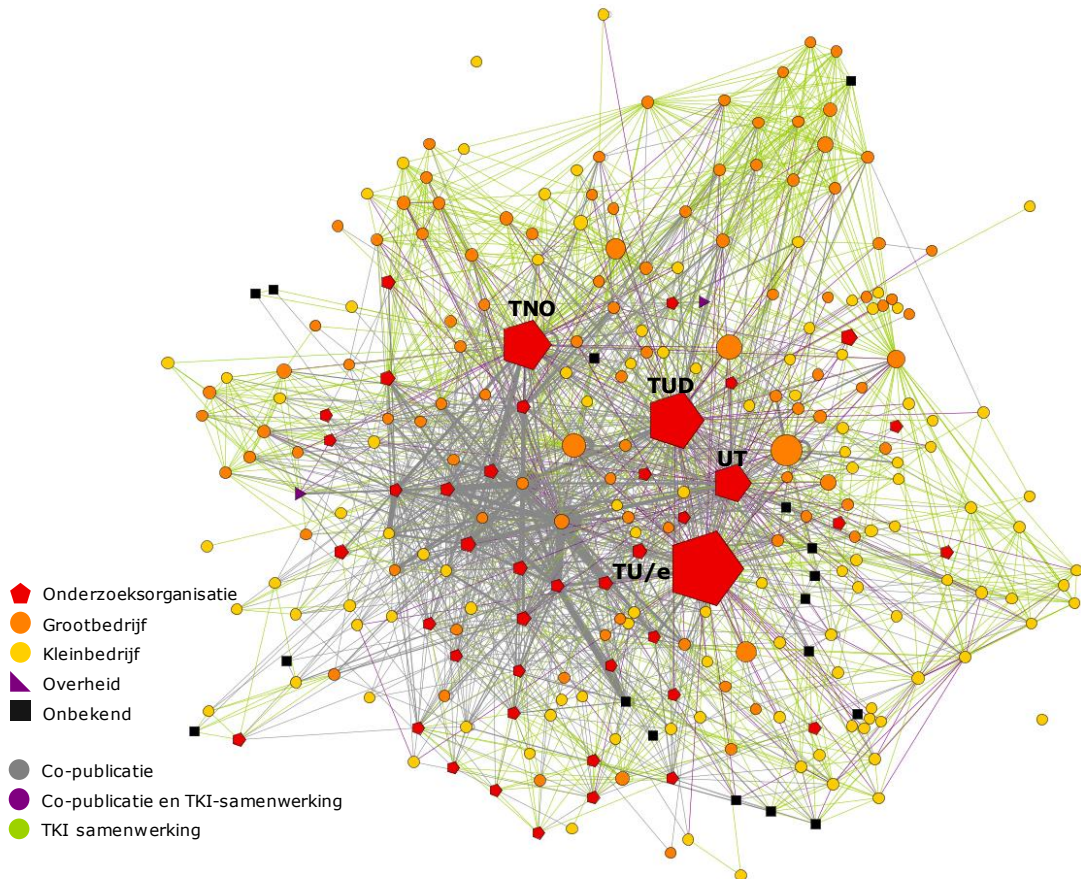 TNO
TUD
UT
TU/e
Onderzoeksorganisatie
Grootbedrijf
Kleinbedrijf
Overheid
Onbekend
Co-publicatie
Co-publicatie en TKI-samenwerking
TKI samenwerking